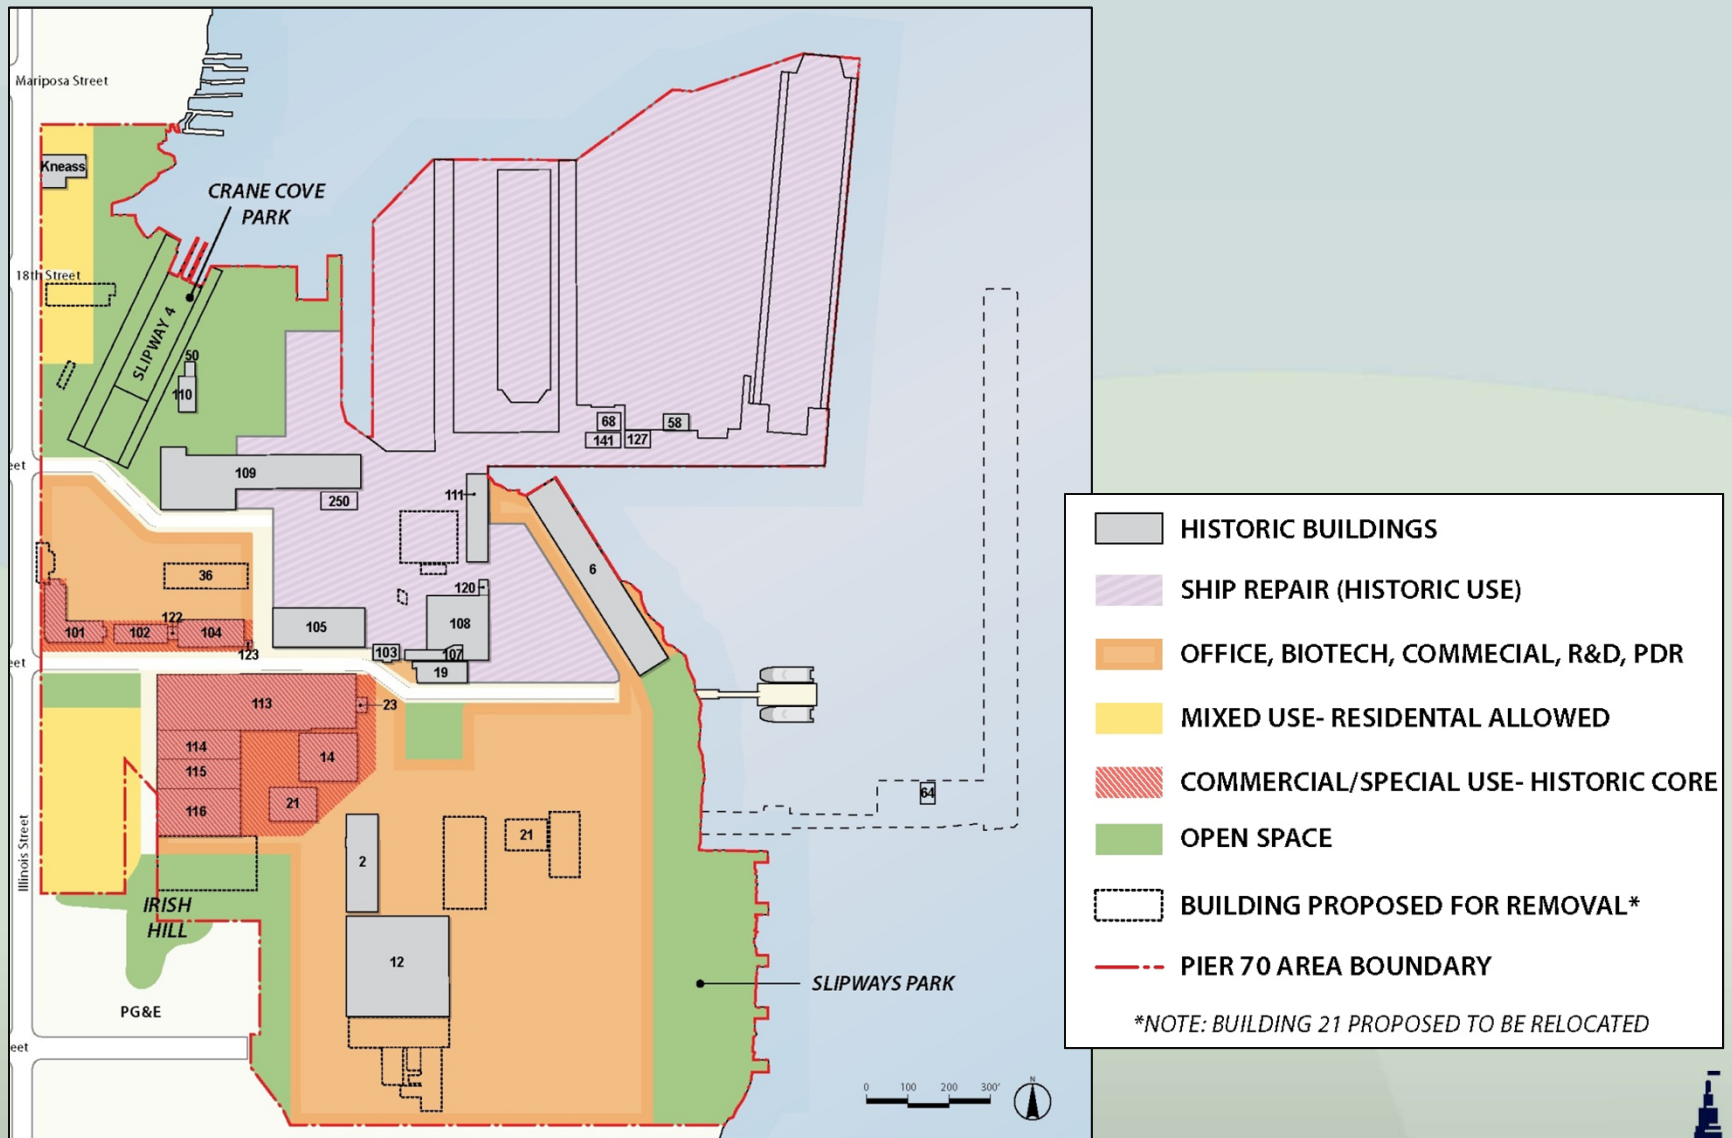 Mariposa Street
Kneass
CRANE COVE
PARK
18th Street
SLIPWAY 4
50
110
68
58
141
127
eet
109
250
111
6
36
120
122
101
102
104
105
108
123
103
107
eet
19
113
23
114
14
115
116
21
64
Illinois Street
2
21
IRISH
HILL
12
SLIPWAYS PARK
PG&E
eet
0 100 200 300'
N
HISTORIC BUILDINGS
SHIP REPAIR (HISTORIC USE)
OFFICE, BIOTECH, COMMECIAL, R&D, PDR
MIXED USE- RESIDENTAL ALLOWED
COMMERCIAL/SPECIAL USE- HISTORIC CORE
OPEN SPACE
BUILDING PROPOSED FOR REMOVAL*
PIER 70 AREA BOUNDARY
*NOTE: BUILDING 21 PROPOSED TO BE RELOCATED